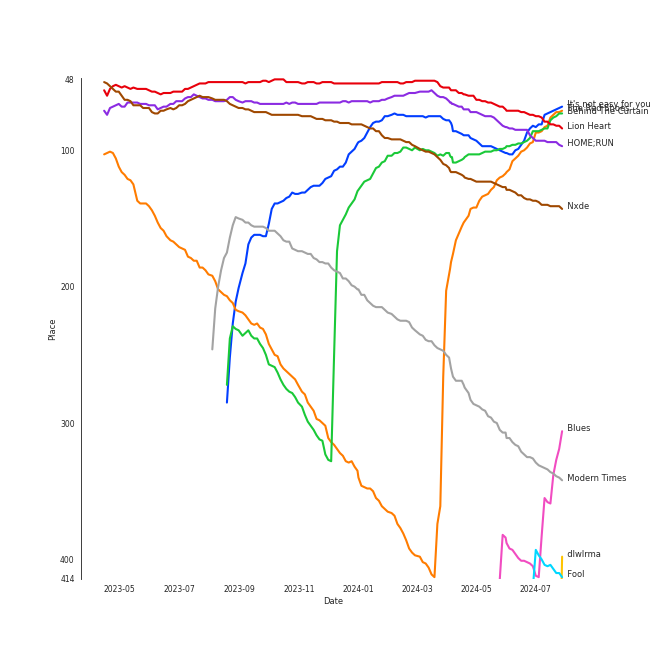 48
100
200
300
400
414
Place
2023-05
2023-07
2023-09
2023-11
2024-01
2024-03
2024-05
2024-07
Date
It's not easy for you
Behind The Curtain
Lion Heart
HOME;RUN
Nxde
Blues
Modern Times
dlwlrma
Fool